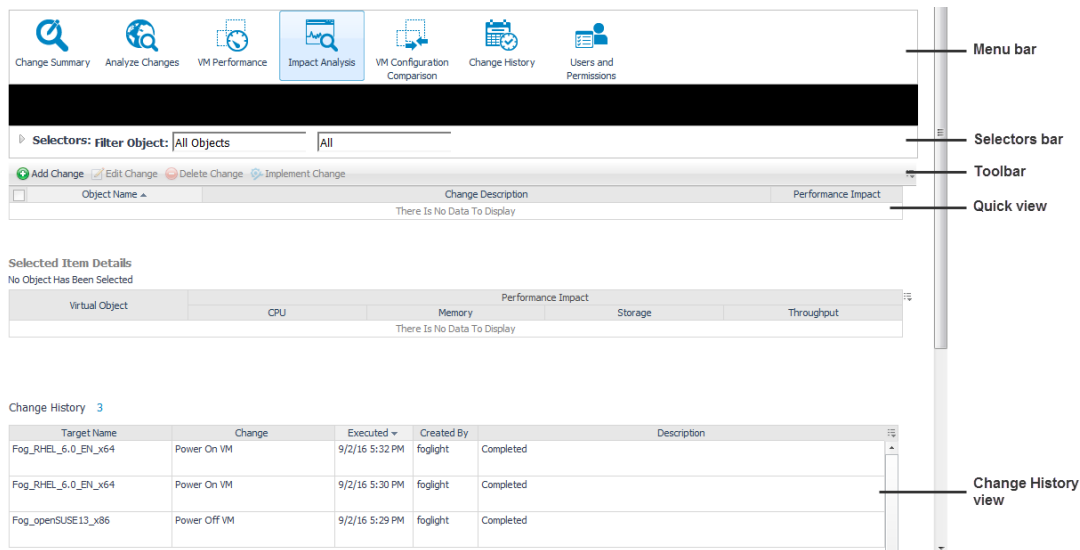 Change Summary
Analyze Changes
VM Performance
Impact Analysis
VM Configuration
Comparison
Change History
Users and
Permissions
Menu bar
Selectors: Filter Object: All Objects All
Selectors bar
Add Change Edit Change Delete Change Implement Change
Toolbar
Object Name Change Description Performance Impact
There Is No Data To Display
Quick view
Selected Item Details
No Object Has Been Selected
Virtual Object Performance Impact
CPU Memory Storage Throughput
There Is No Data To Display
Change History 3
Target Name Change Executed Created By Description
Fog_RHEL_6.0_EN_x64 Power On VM 9/2/16 5:32 PM foglight Completed
Fog_RHEL_6.0_EN_x64 Power On VM 9/2/16 5:30 PM foglight Completed
Change History
view
Fog_openSUSE13_x86 Power Off VM 9/2/16 5:29 PM foglight Completed